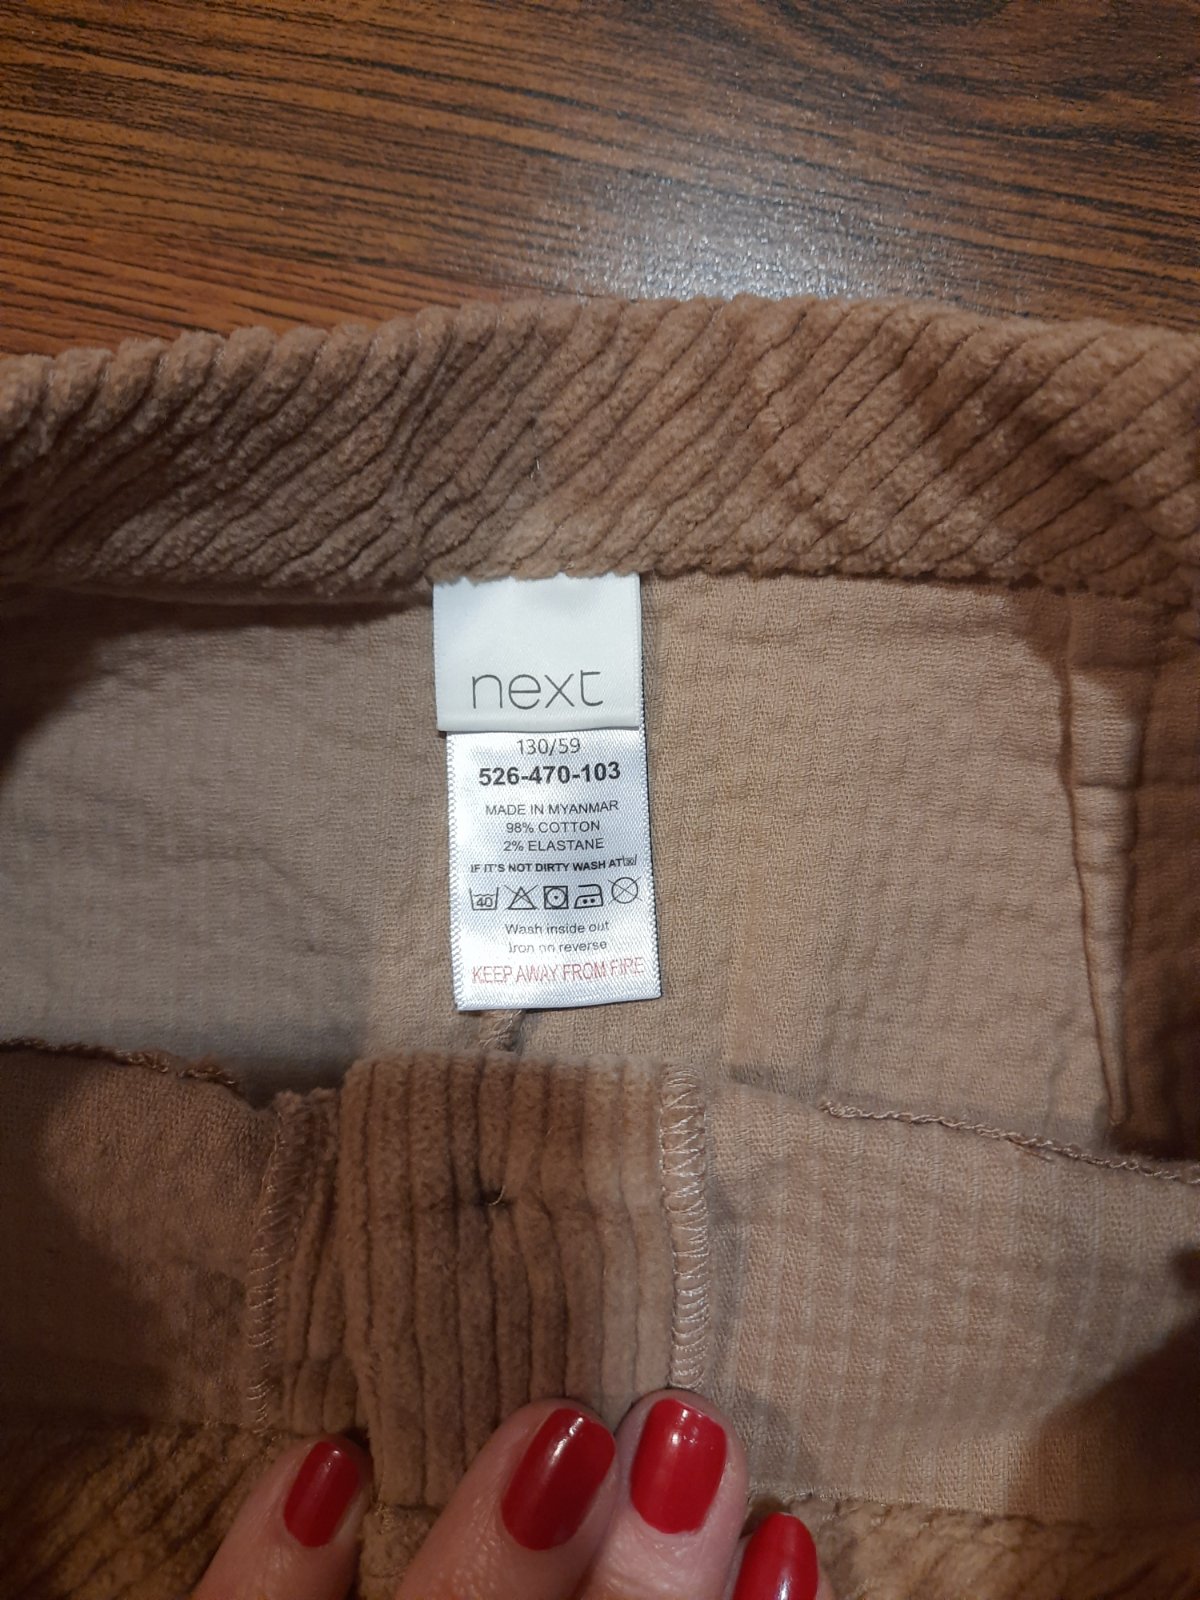 next
130/59
526-470-103
MADE IN MYANMAR
98% COTTON
2% ELASTANE
IF IT'S NOT DIRTY WASH AT 30
40
Wash inside out
Iron on reverse
KEEP AWAY FROM FIRE